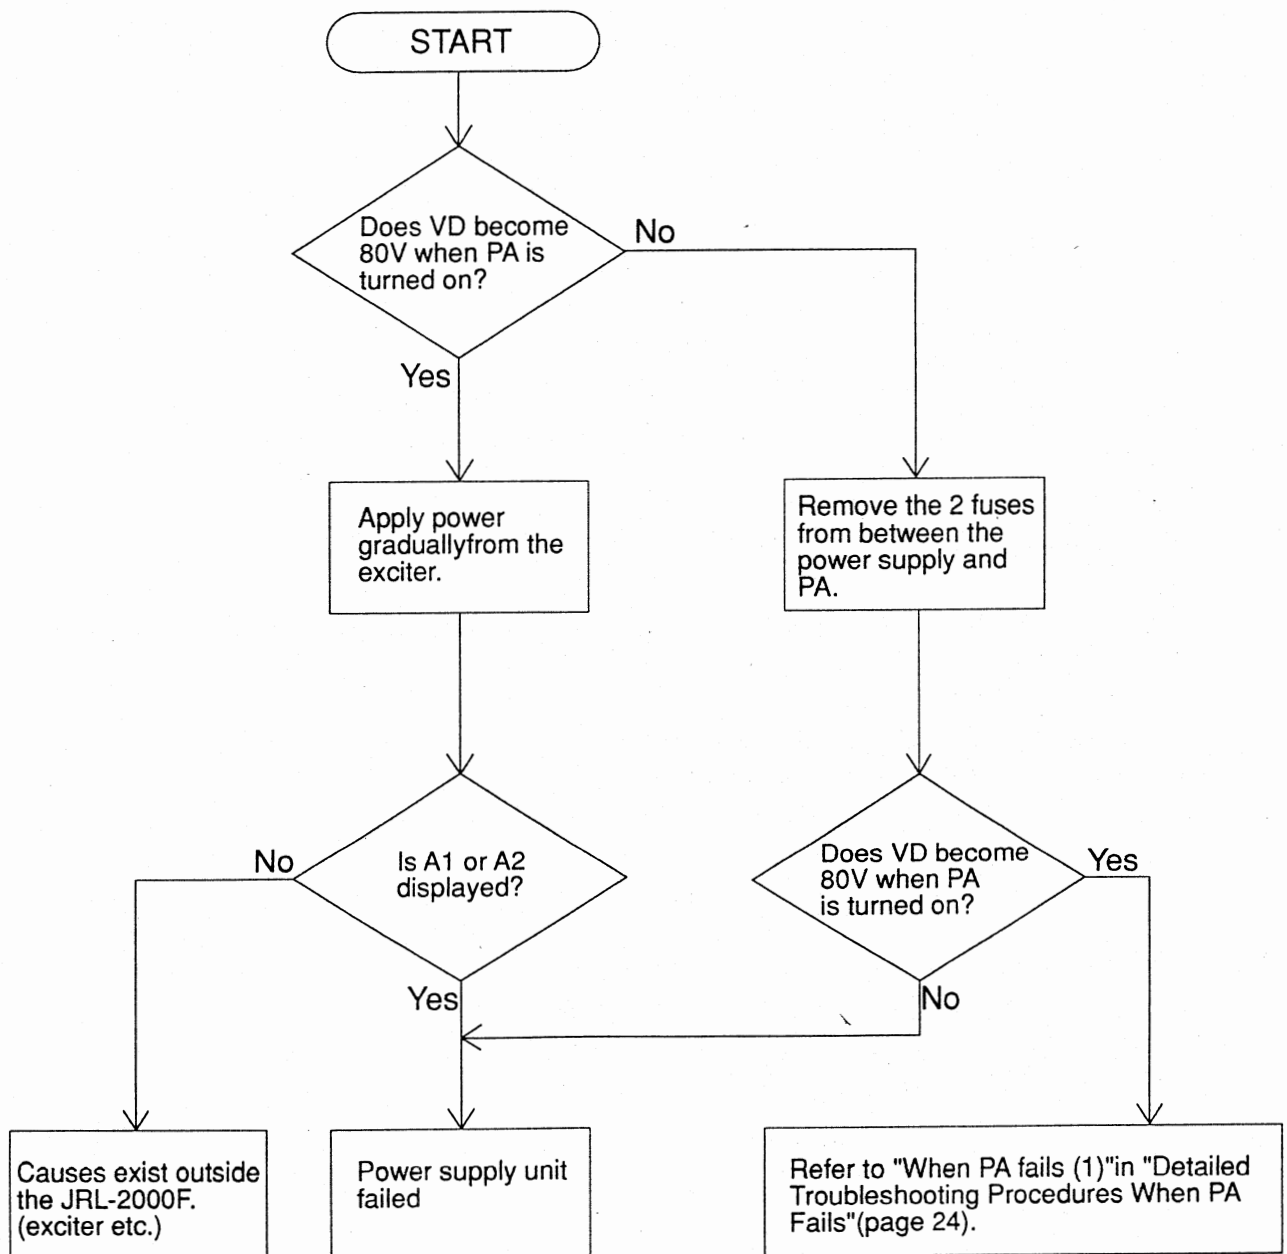 START
Does VD become
80V when PA is
turned on?
No
Yes
Apply power
graduallyfrom the
exciter.
Remove the 2 fuses
from between the
power supply and
PA.
Is A1 or A2
displayed?
No
Yes
Does VD become
80V when PA
is turned on?
Yes
No
Causes exist outside
the JRL-2000F.
(exciter etc.)
Power supply unit
failed
Refer to "When PA fails (1)"in "Detailed
Troubleshooting Procedures When PA
Fails"(page 24).